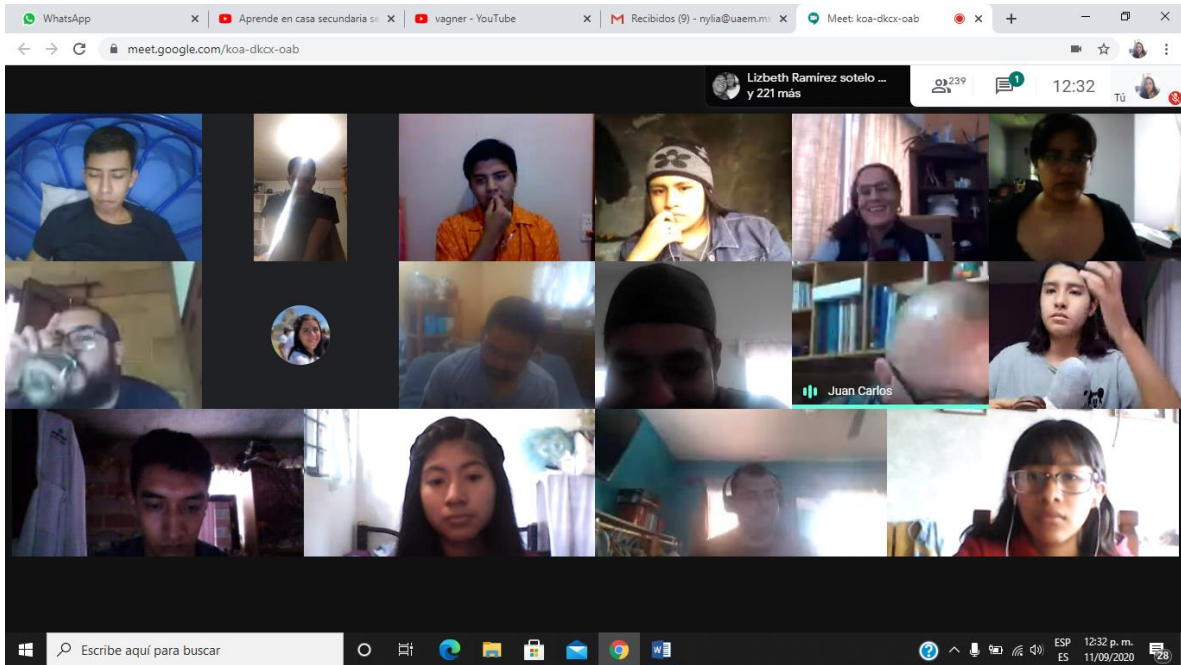 WhatsApp
Aprende en casa secundaria se
vagner - YouTube
Recibidos (9) - nylia@uaem.mx
Meet: koa-dkcx-oab
meet.google.com/koa-dkcx-oab
Lizbeth Ramírez sotelo ...
y 221 más
239
1
12:32
Tú
Juan Carlos
Escribe aquí para buscar
ESP
ES
12:32 p. m.
11/09/2020
28